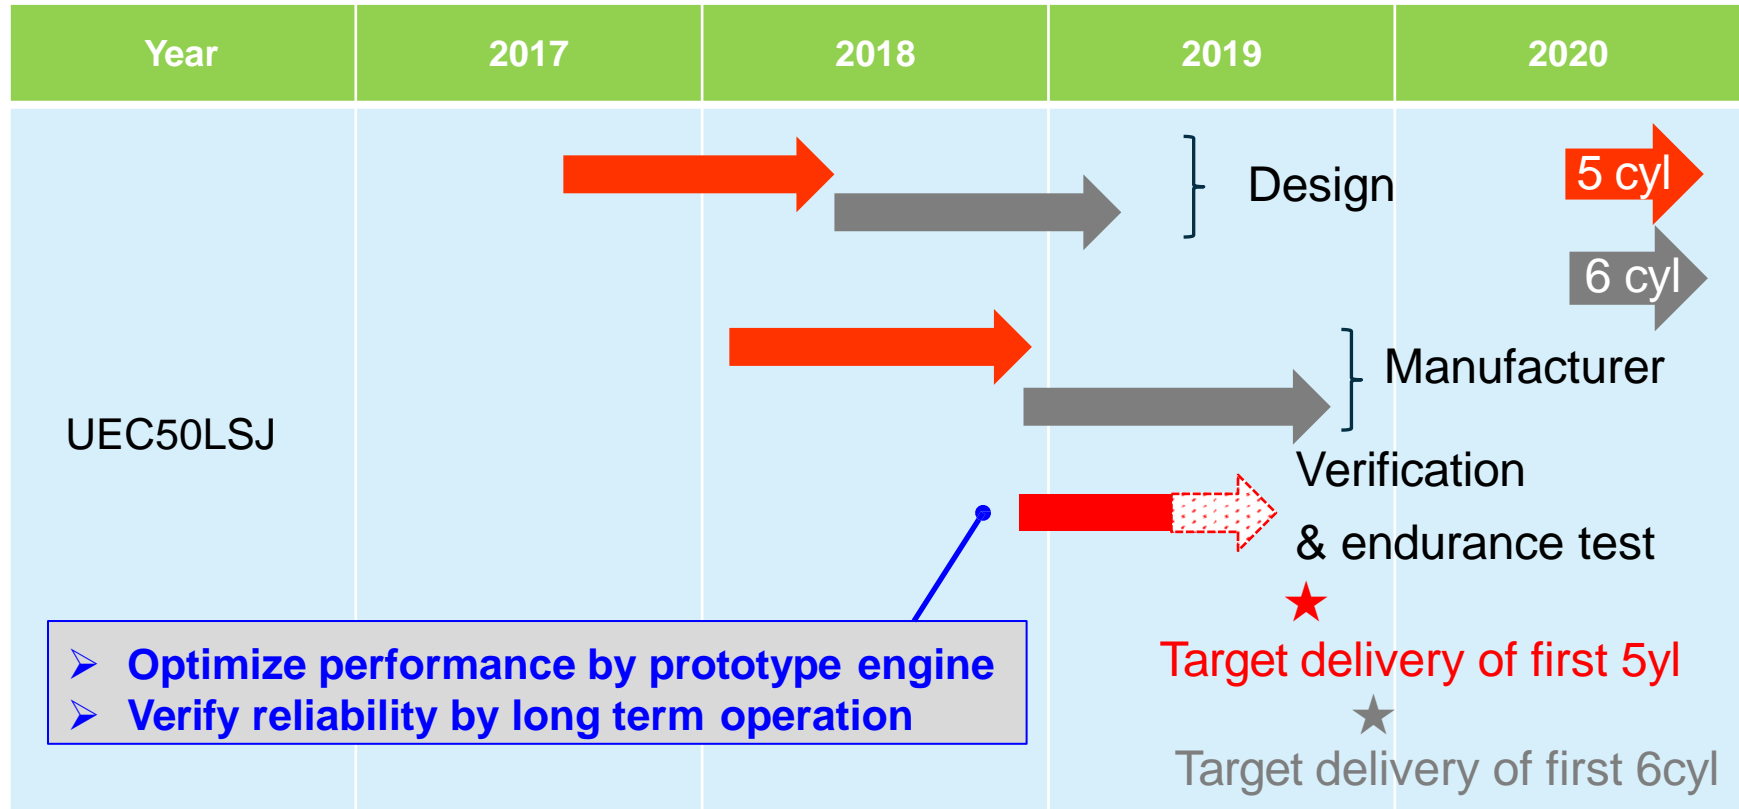 Year 2017 2018 2019 2020
Design
5 cyl
6 cyl
Manufacturer
UEC50LSJ
Verification
& endurance test
➢ Optimize performance by prototype engine
➢ Verify reliability by long term operation
Target delivery of first 5yl
Target delivery of first 6cyl